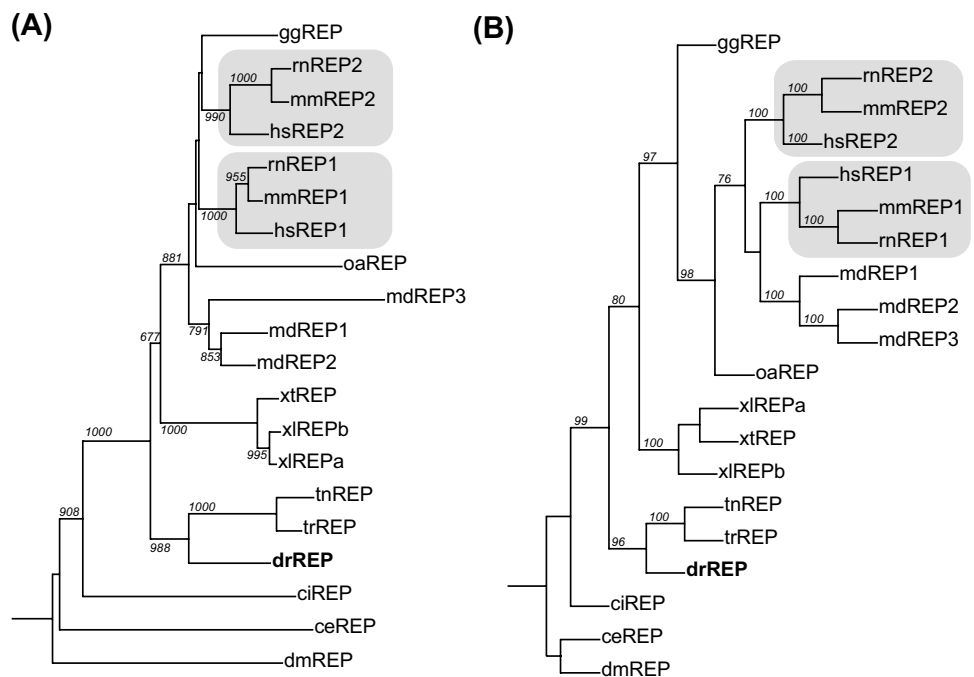 (A)
ggREP
rnREP2
1000
mmREP2
990
hsREP2
rnREP1
955
mmREP1
1000
hsREP1
881
oaREP
mdREP3
791
mdREP1
677
853
mdREP2
xtREP
1000
xlREPb
1000
995
xlREPa
tnREP
1000
908
trREP
988
drREP
ciREP
ceREP
dmREP
(B)
ggREP
rnREP2
100
mmREP2
100
100
hsREP2
97
hsREP1
76
100
mmREP1
100
rnREP1
98
mdREP1
100
mdREP2
80
100
mdREP3
oaREP
xlREPa
99
xtREP
100
xlREPb
tnREP
100
trREP
96
drREP
ciREP
ceREP
dmREP